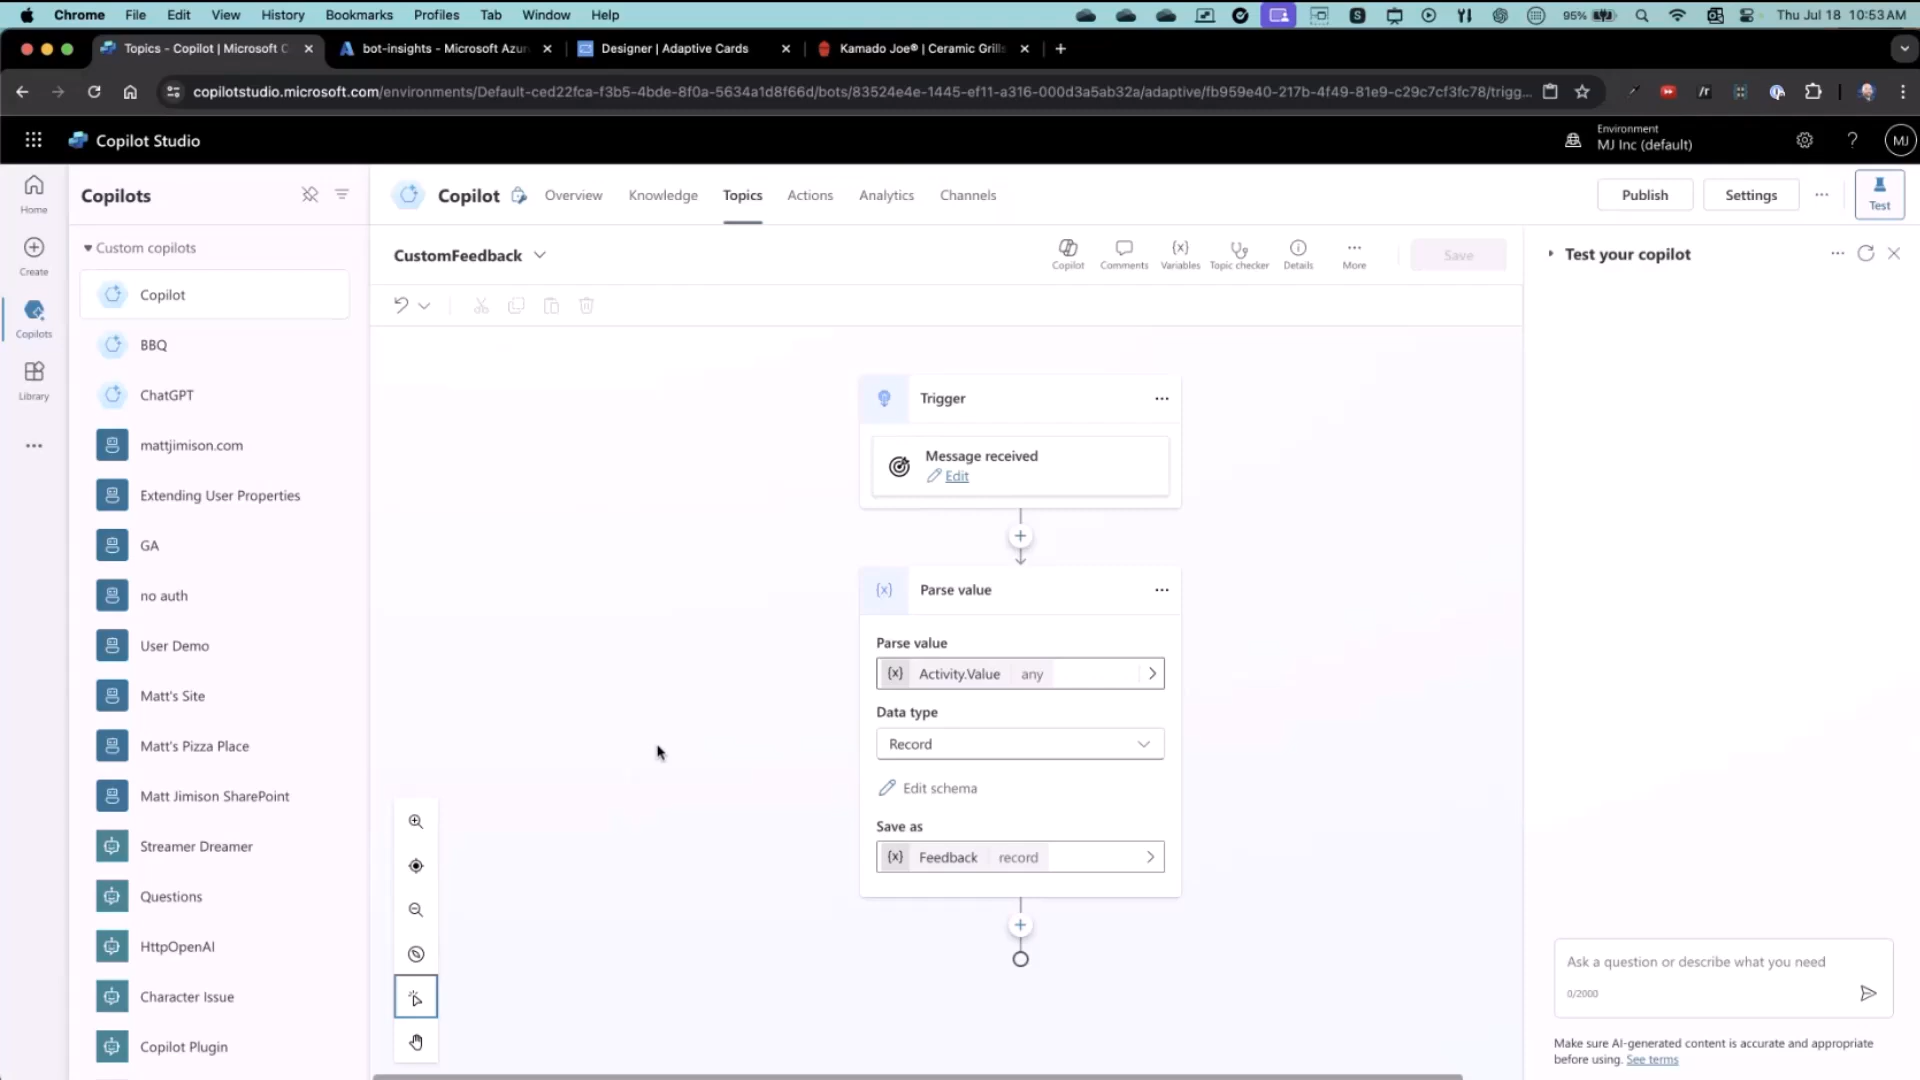 Chrome File Edit View History Bookmarks Profiles Tab Window Help 95% Thu Jul 18 10:53 AM
Topics - Copilot | Microsoft C bot-insights - Microsoft Azur Designer | Adaptive Cards Kamado Joe® | Ceramic Grills
copilotstudio.microsoft.com/environments/Default-ced22fca-f3b5-4bde-8f0a-5634a1d8f66d/bots/83524e4e-1445-ef11-a316-000d3a5ab32a/adaptive/fb959e40-217b-4f49-81e9-c29c7cf3fc78/trigg...
Copilot Studio
Environment
MJ Inc (default)
MJ
Home
Create
Copilots
Library
Copilots
Custom copilots
Copilot
BBQ
ChatGPT
mattjimison.com
Extending User Properties
GA
no auth
User Demo
Matt's Site
Matt's Pizza Place
Matt Jimison SharePoint
Streamer Dreamer
Questions
HttpOpenAI
Character Issue
Copilot Plugin
Copilot Overview Knowledge Topics Actions Analytics Channels
Publish Settings ... Test
CustomFeedback
Copilot Comments Variables Topic checker Details More
Save
Trigger
Message received
Edit
Parse value
Parse value
{x} Activity.Value any
Data type
Record
Edit schema
Save as
{x} Feedback record
Test your copilot
Ask a question or describe what you need
0/2000
Make sure AI-generated content is accurate and appropriate
before using. See terms